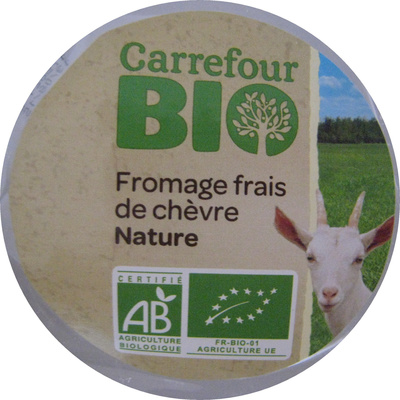 Carrefour
BIO
Fromage frais
de chèvre
Nature
CERTIFIÉ
AB
AGRICULTURE
BIOLOGIQUE
FR-BIO-01
AGRICULTURE UE